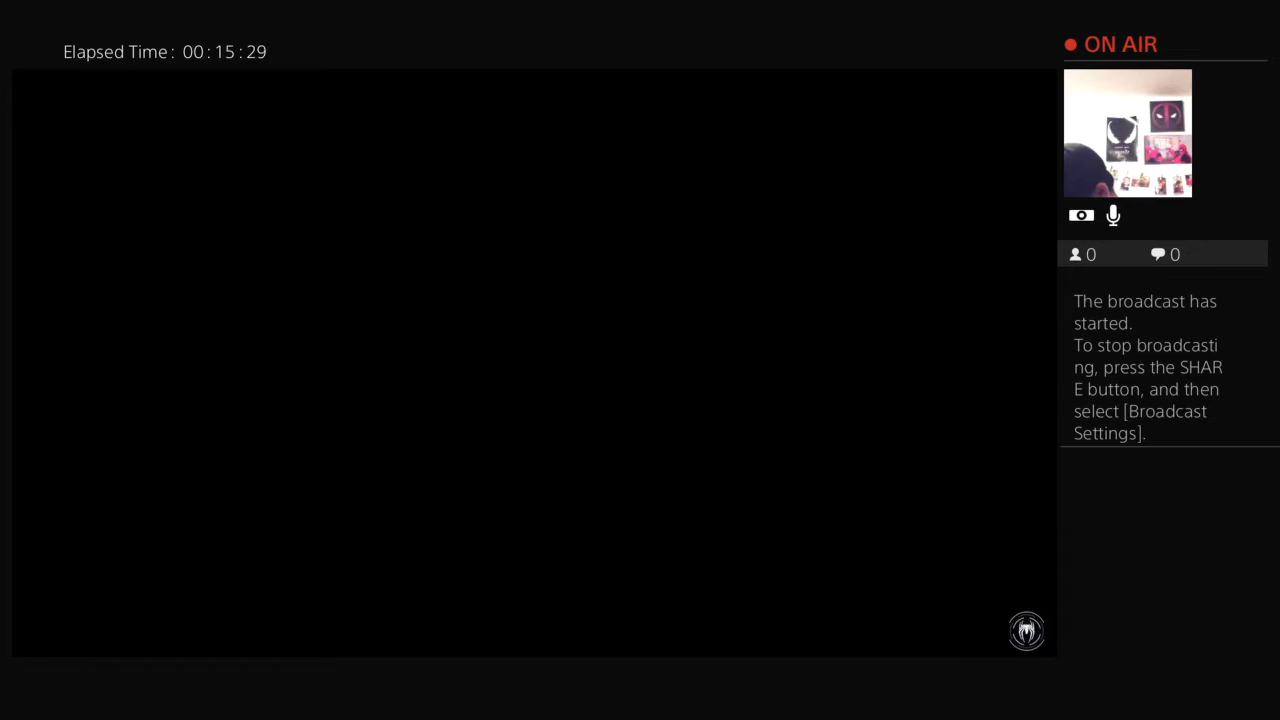 Elapsed Time: 00:15:29
ON AIR
0 0
The broadcast has
started.
To stop broadcasti
ng, press the SHAR
E button, and then
select [Broadcast
Settings].